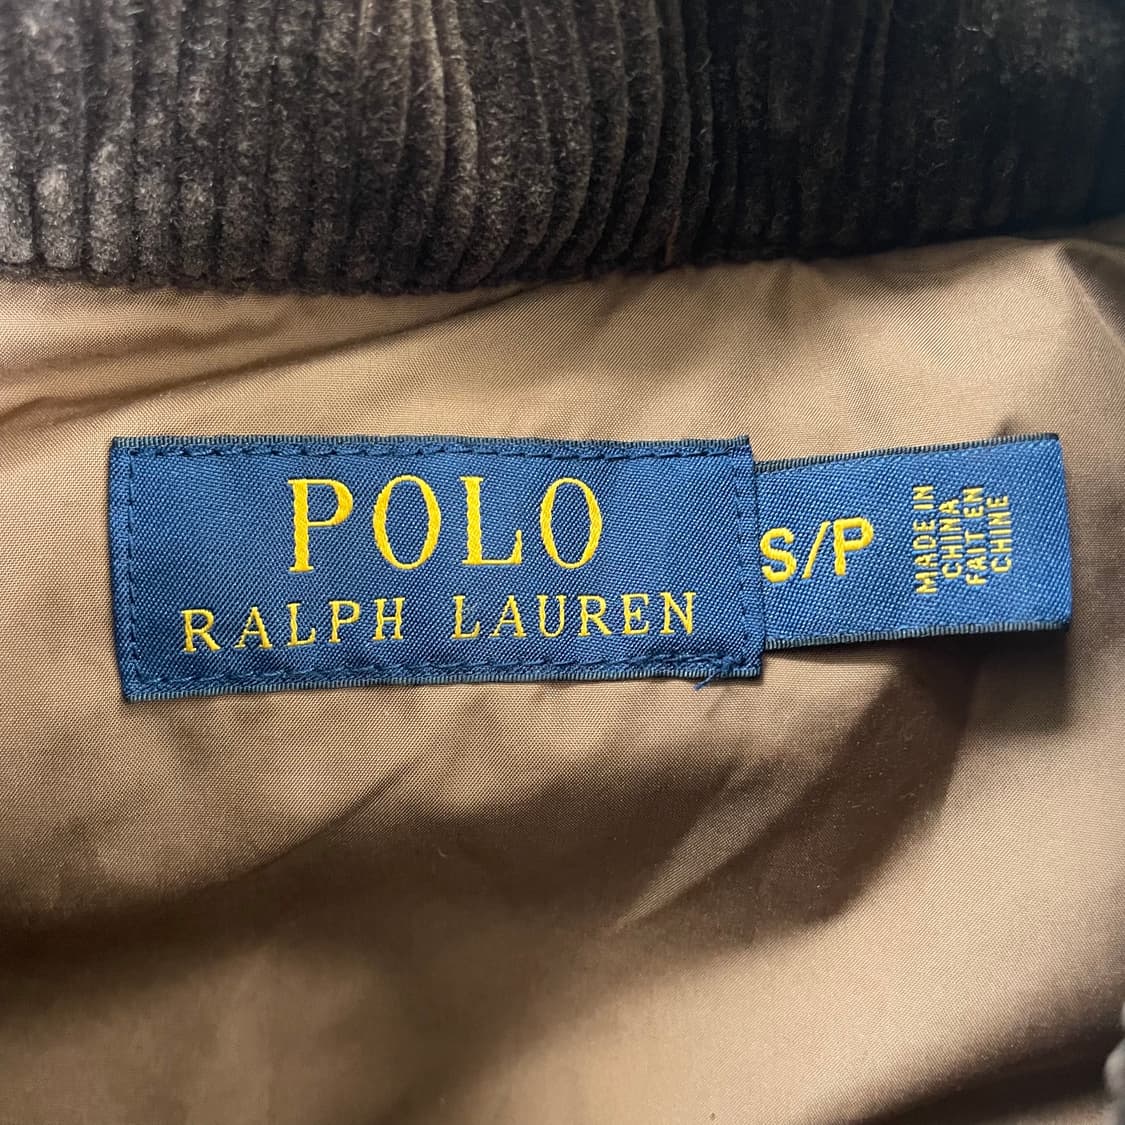 POLO
RALPH LAUREN
S/P
MADE IN
CHINA
FAIT EN
CHINE